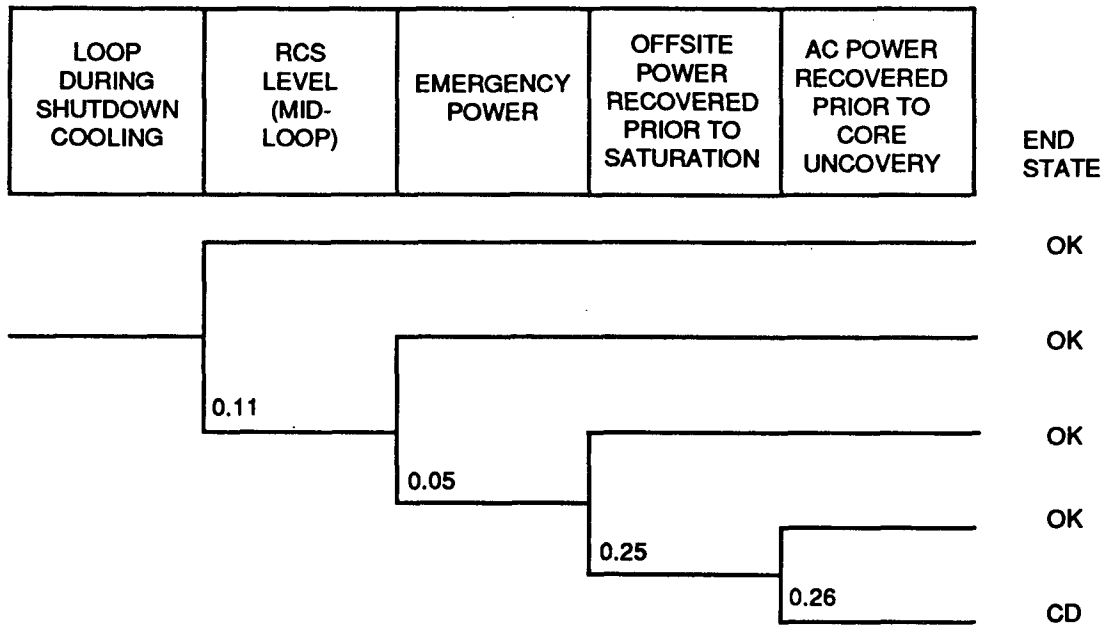 LOOP
DURING
SHUTDOWN
COOLING
RCS
LEVEL
(MID-
LOOP)
EMERGENCY
POWER
OFFSITE
POWER
RECOVERED
PRIOR TO
SATURATION
AC POWER
RECOVERED
PRIOR TO
CORE
UNCOVERY
END
STATE
OK
OK
0.11
OK
0.05
OK
0.25
0.26
CD